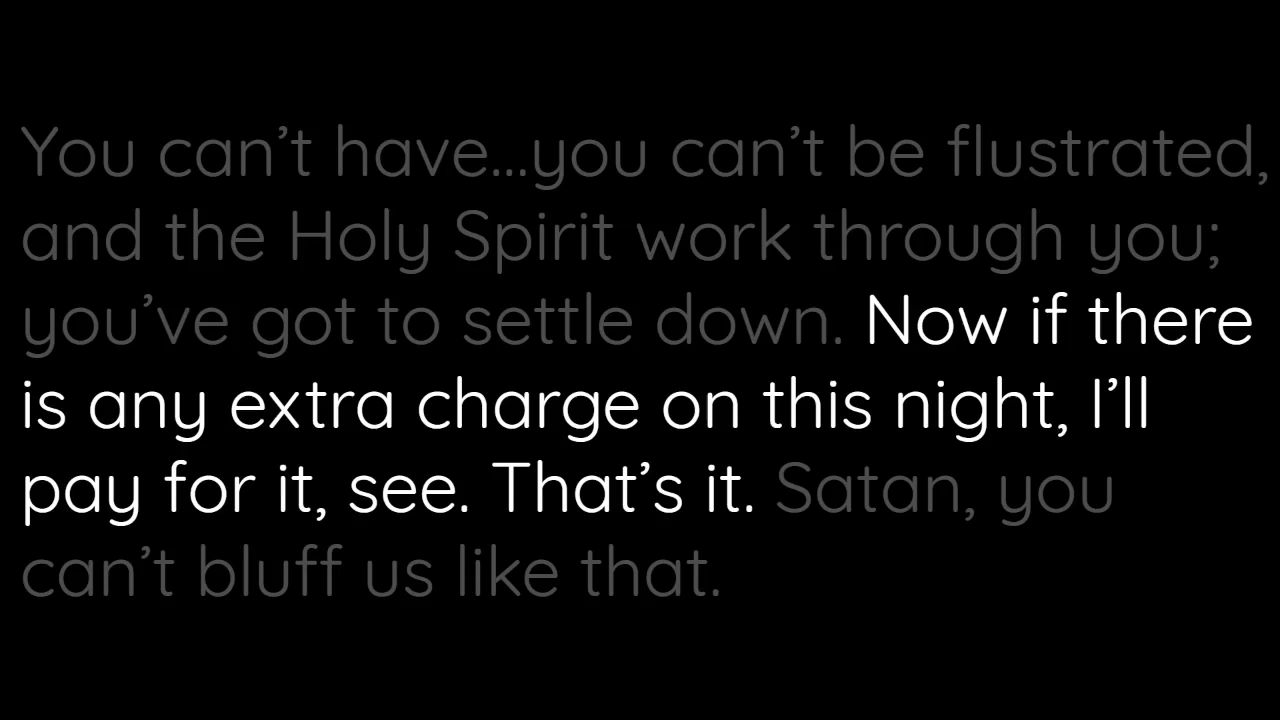 You can’t have...you can’t be flustrated,
and the Holy Spirit work through you;
you’ve got to settle down. Now if there
is any extra charge on this night, I’ll
pay for it, see. That’s it. Satan, you
can’t bluff us like that.